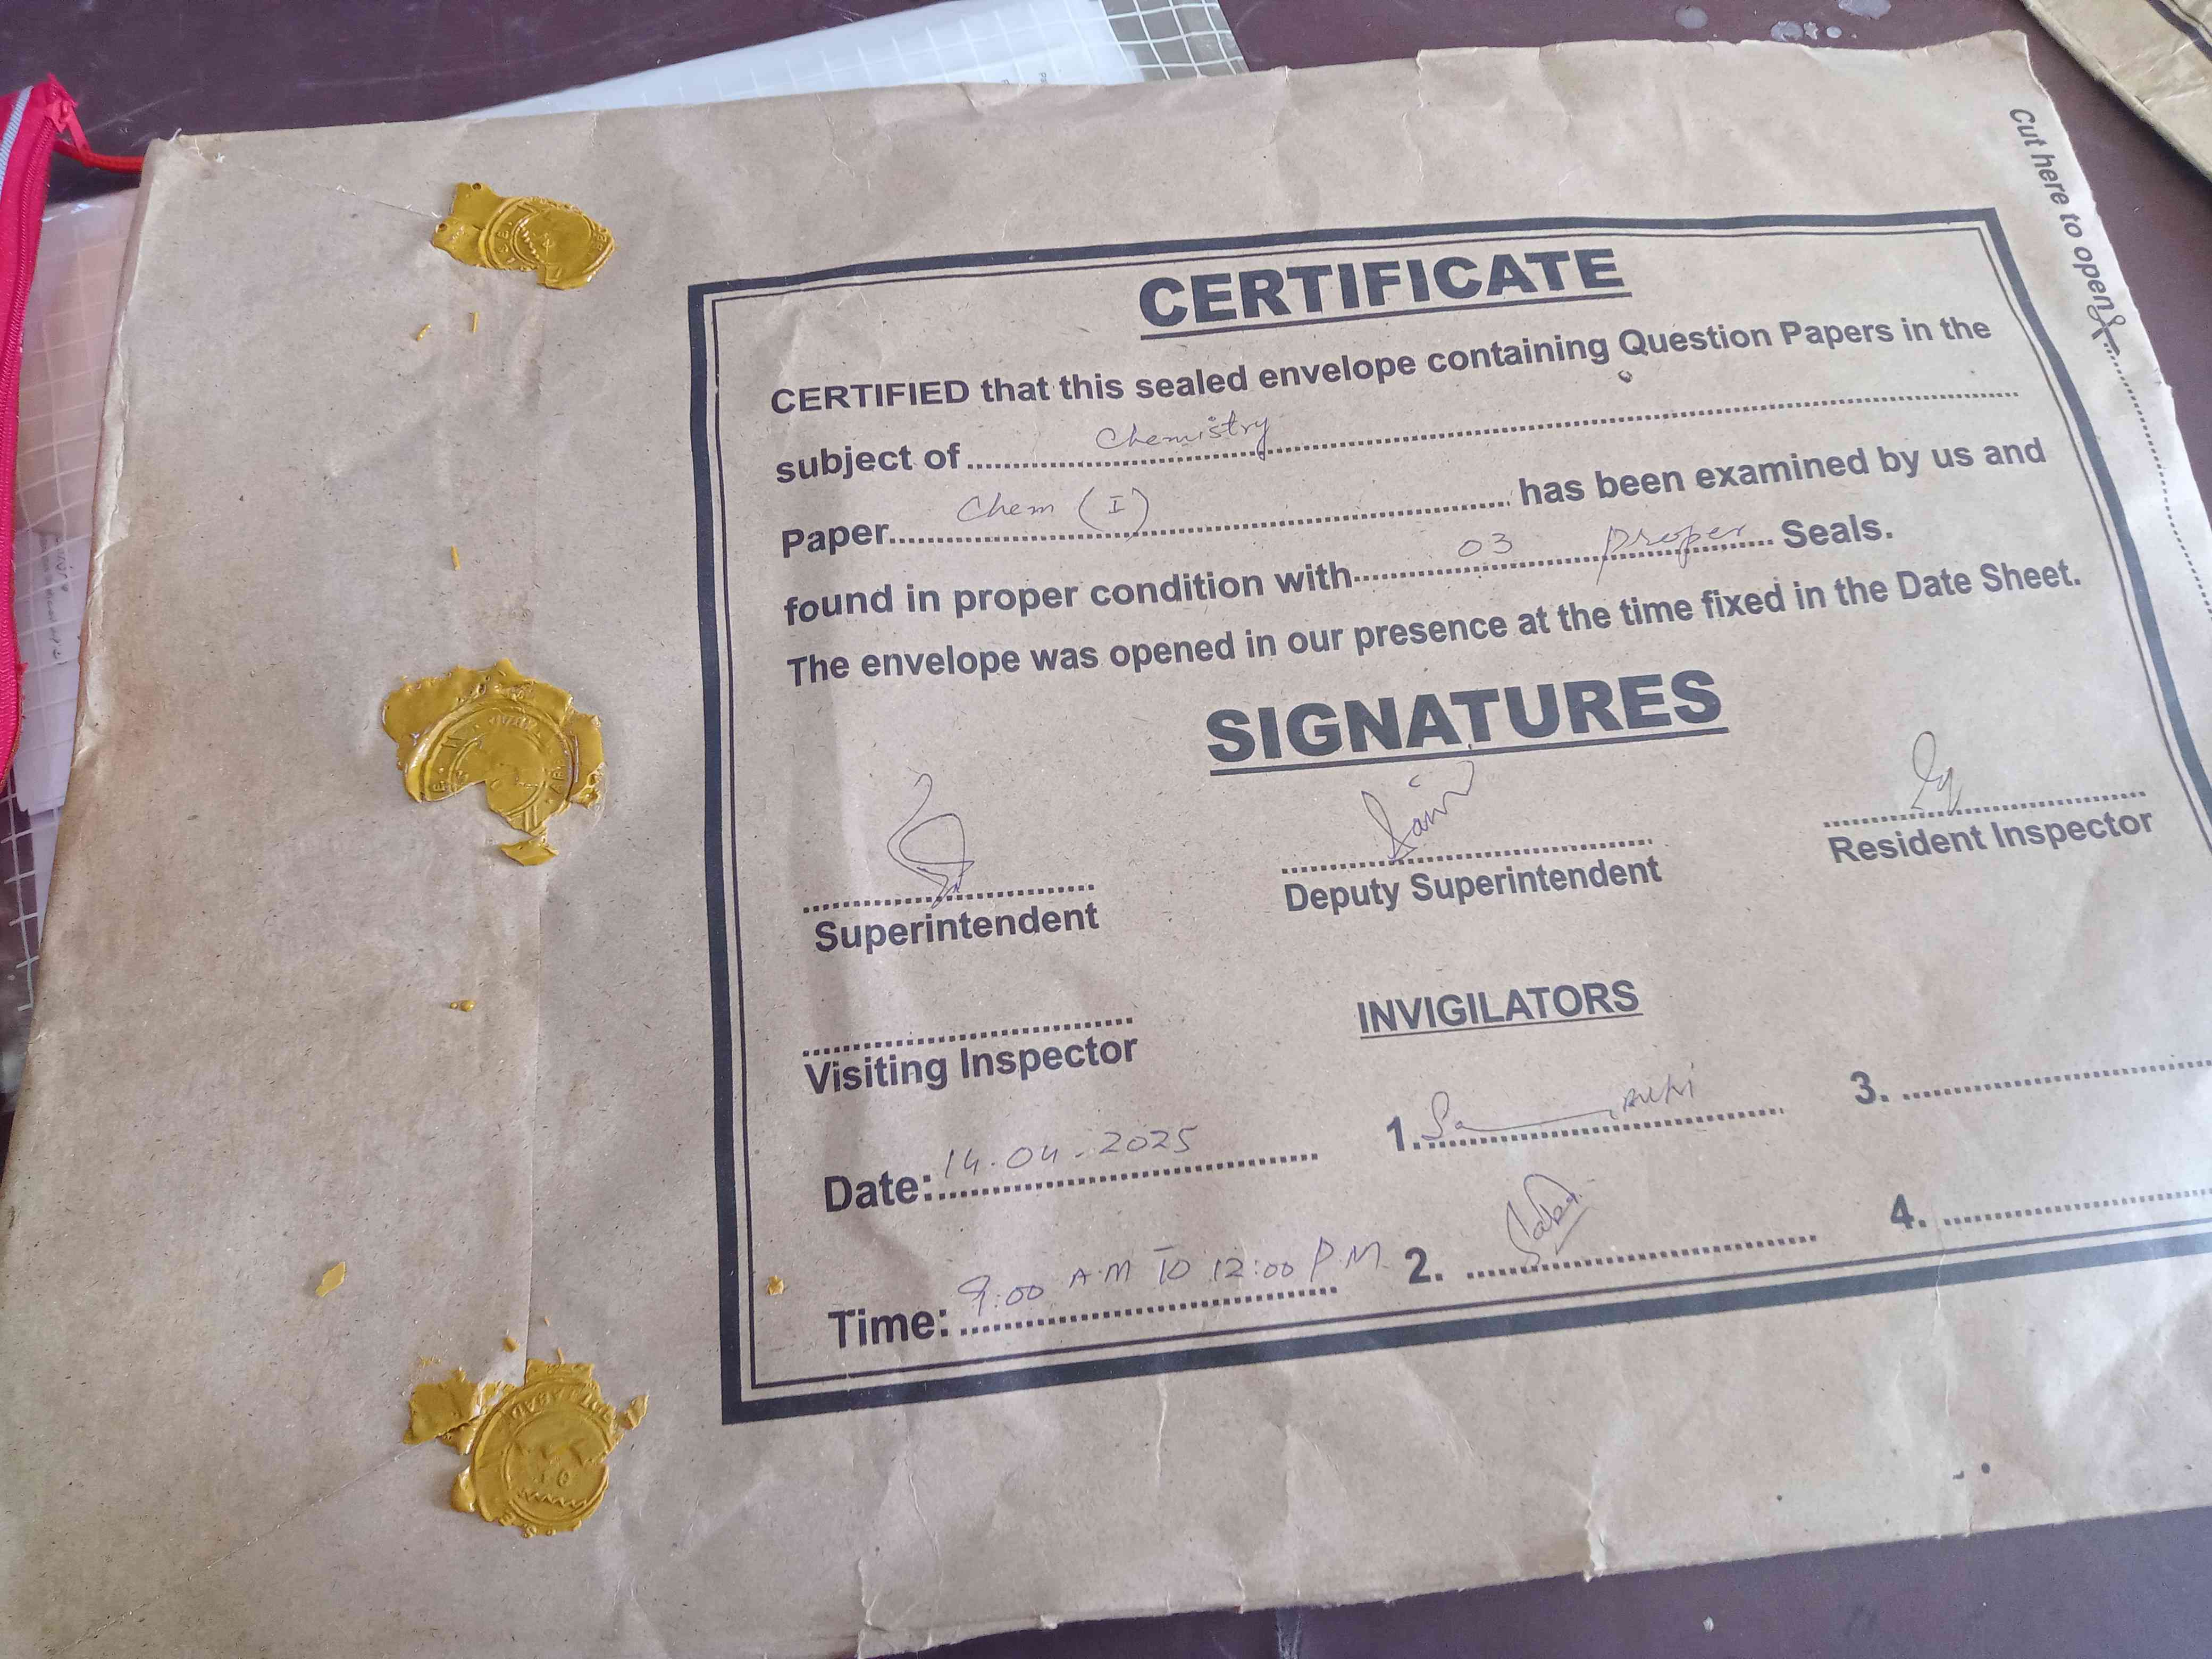 Cut here to open
CERTIFICATE
CERTIFIED that this sealed envelope containing Question Papers in the
subject of Chemistry
Paper Chem (I) has been examined by us and
found in proper condition with 03 proper Seals.
The envelope was opened in our presence at the time fixed in the Date Sheet.
SIGNATURES
Superintendent
Deputy Superintendent
Resident Inspector
Visiting Inspector
INVIGILATORS
1.
3.
Date: 14.04.2025
2.
4.
Time: 9:00 A.M TO 12:00 P.M.